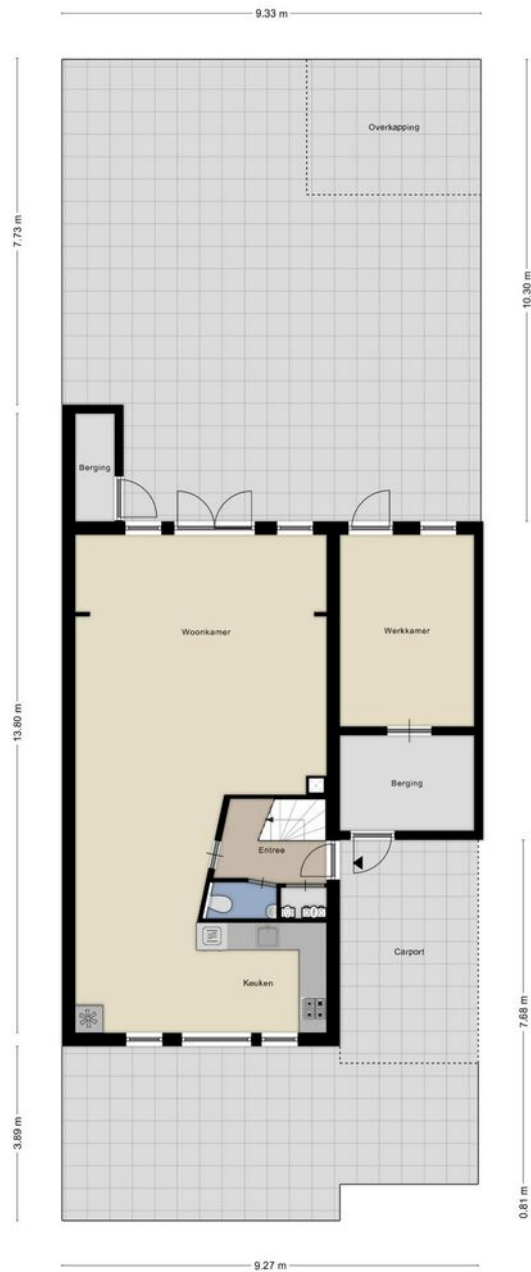 9.33 m
Overkapping
7.73 m
10.30 m
Berging
Woonkamer
Werkkamer
13.80 m
Berging
Entree
Carport
Keuken
7.68 m
3.89 m
0.81 m
9.27 m